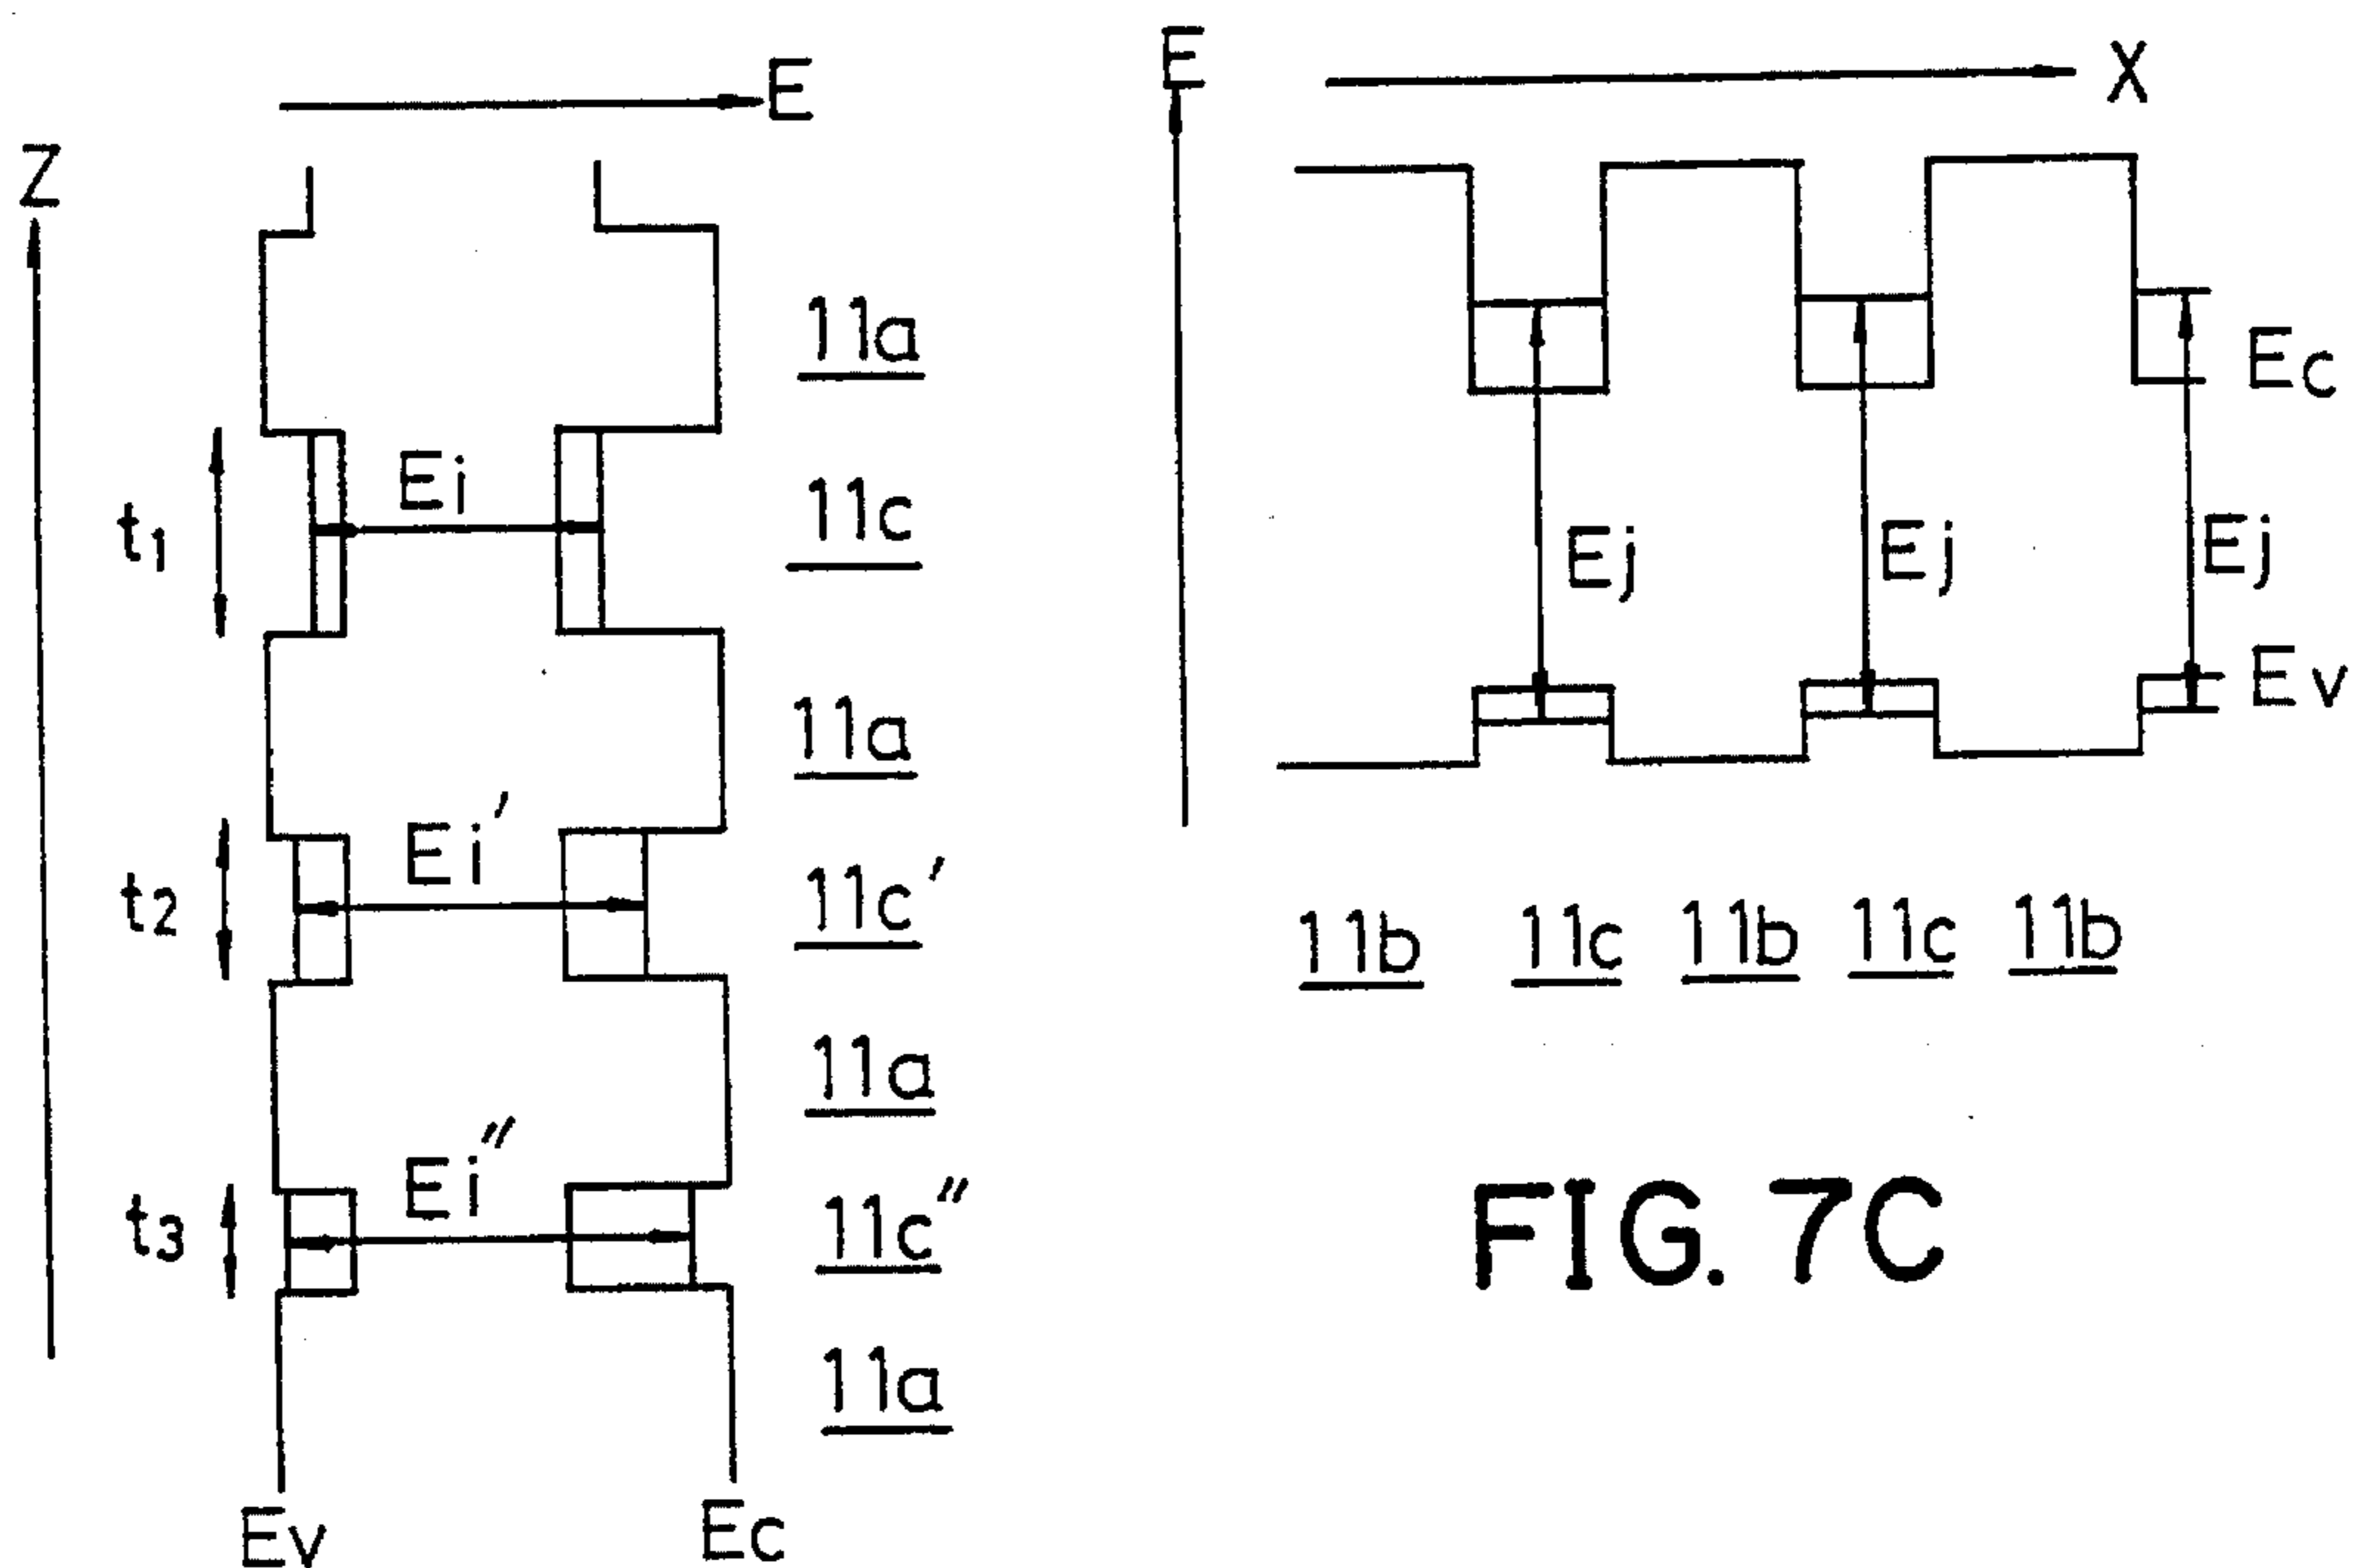 E
Z
11a
Ei
t1
11c
11a
Ei′
t2
11c′
11a
Ei″
t3
11c″
11a
Ev
Ec
E
X
Ec
Ej
Ej
Ej
Ev
11b
11c
11b
11c
11b
FIG. 7C